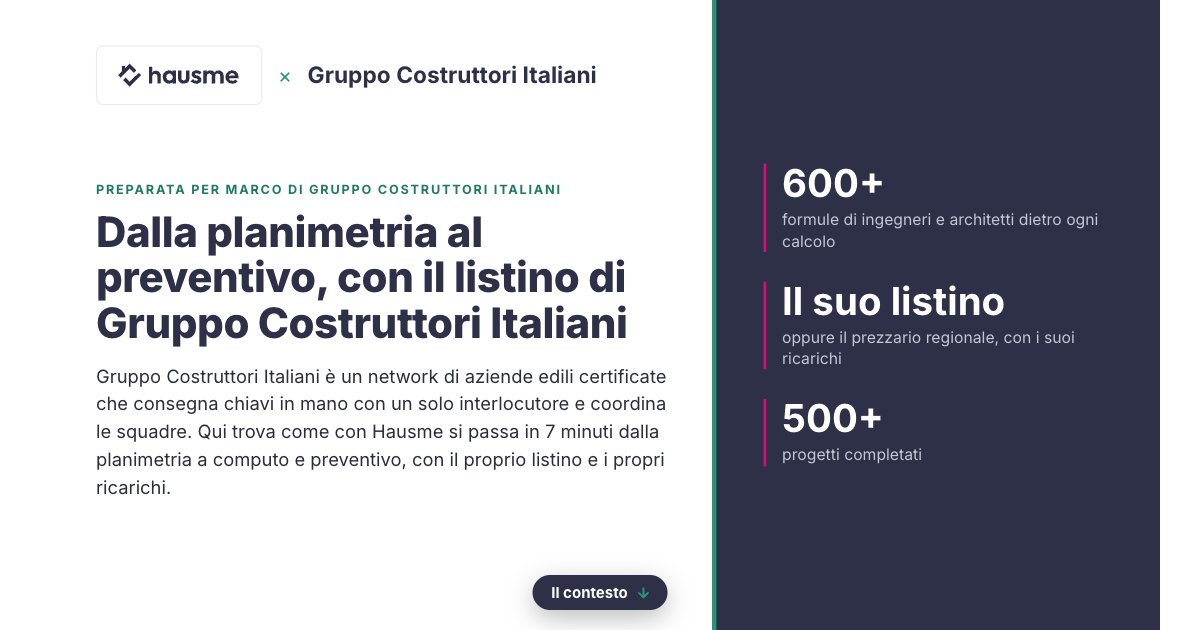 hausme × Gruppo Costruttori Italiani
PREPARATA PER MARCO DI GRUPPO COSTRUTTORI ITALIANI
Dalla planimetria al
preventivo, con il listino di
Gruppo Costruttori Italiani
Gruppo Costruttori Italiani è un network di aziende edili certificate
che consegna chiavi in mano con un solo interlocutore e coordina
le squadre. Qui trova come con Hausme si passa in 7 minuti dalla
planimetria a computo e preventivo, con il proprio listino e i propri
ricarichi.
Il contesto ↓
600+
formule di ingegneri e architetti dietro ogni
calcolo
Il suo listino
oppure il prezzario regionale, con i suoi
ricarichi
500+
progetti completati